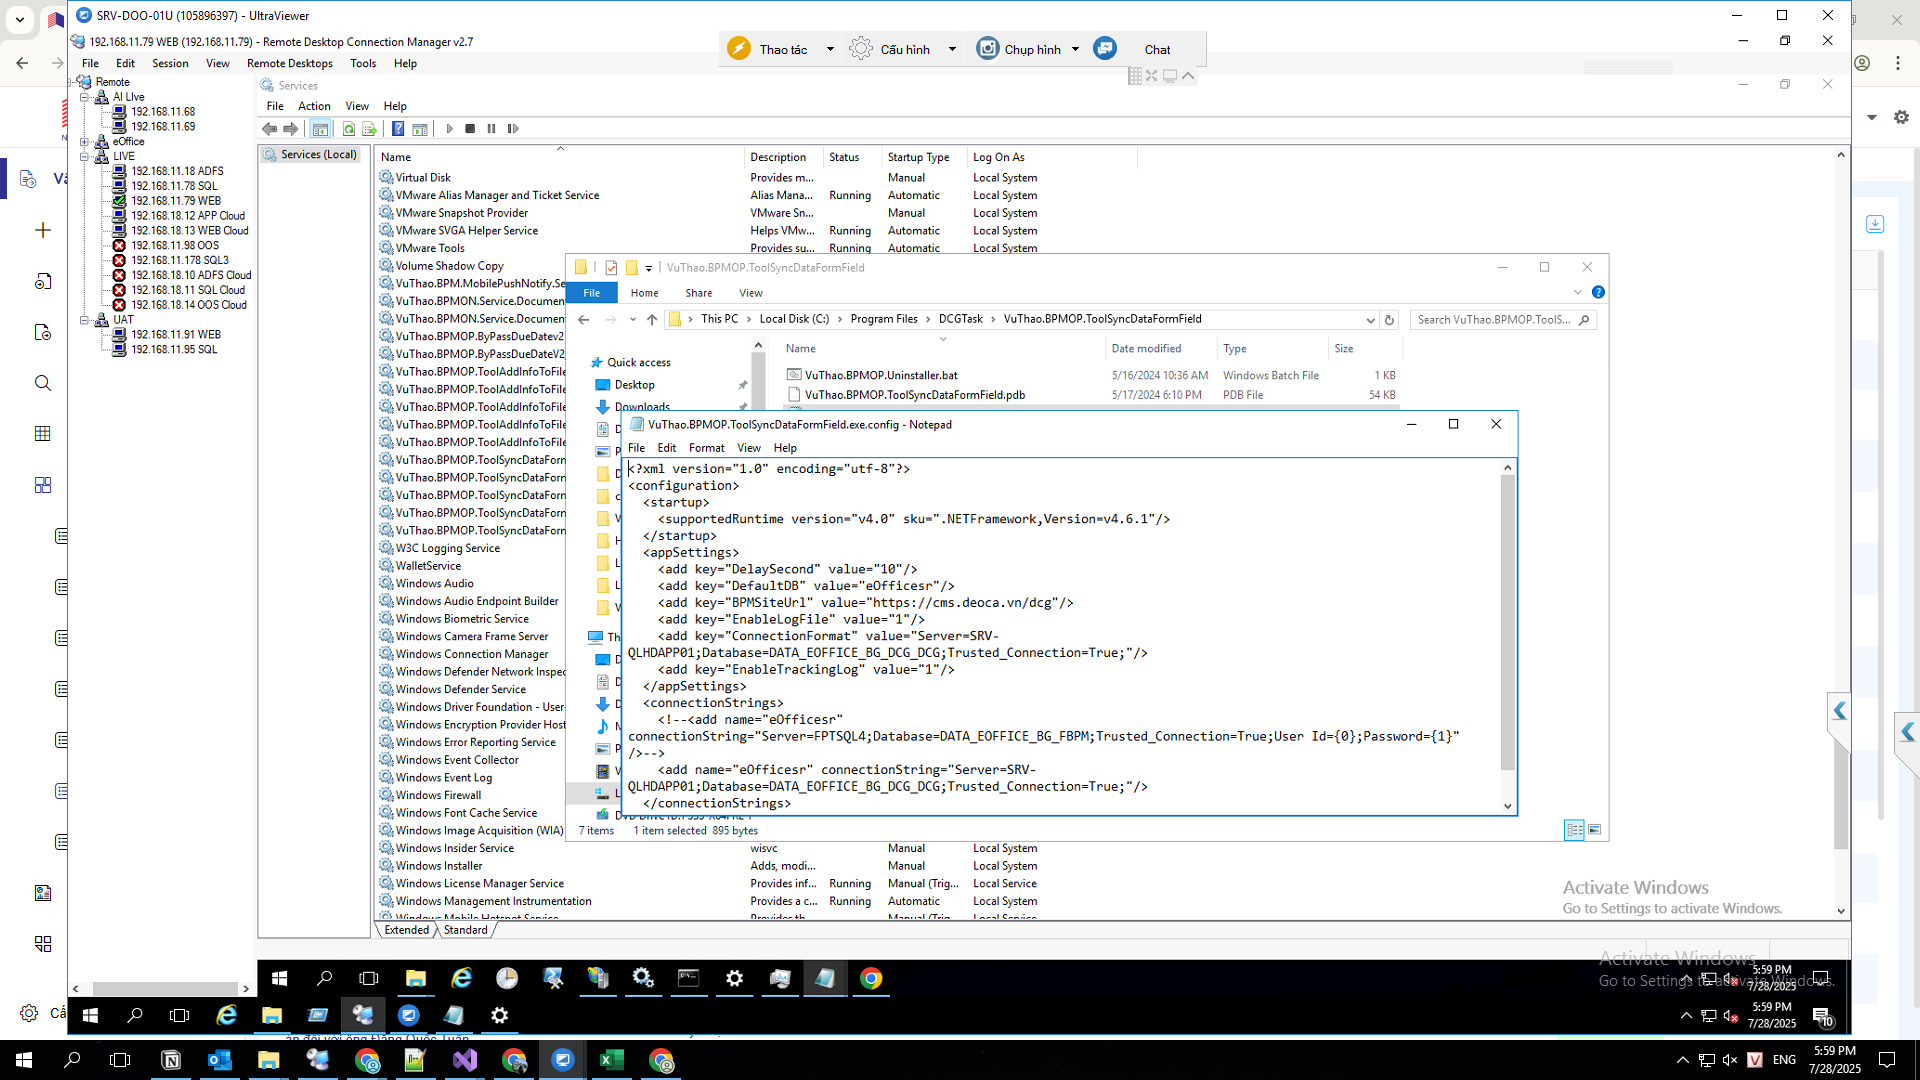 SRV-DOO-01U (105896397) - UltraViewer
192.168.11.79 WEB (192.168.11.79) - Remote Desktop Connection Manager v2.7
Thao tác
Cấu hình
Chụp hình
Chat
File Edit Session View Remote Desktops Tools Help
Remote
AI LIve
192.168.11.68
192.168.11.69
eOffice
LIVE
192.168.11.18 ADFS
192.168.11.78 SQL
192.168.11.79 WEB
192.168.18.12 APP Cloud
192.168.18.13 WEB Cloud
192.168.11.98 OOS
192.168.11.178 SQL3
192.168.18.10 ADFS Cloud
192.168.18.11 SQL Cloud
192.168.18.14 OOS Cloud
UAT
192.168.11.91 WEB
192.168.11.95 SQL
Services
File Action View Help
Services (Local)
Name Description Status Startup Type Log On As
Virtual Disk Provides m... Manual Local System
VMware Alias Manager and Ticket Service Alias Mana... Running Automatic Local System
VMware Snapshot Provider VMware Sn... Manual Local System
VMware SVGA Helper Service Helps VMw... Running Automatic Local System
VMware Tools Provides su... Running Automatic Local System
Volume Shadow Copy
VuThao.BPM.MobilePushNotify.Se
VuThao.BPMON.Service.Documen
VuThao.BPMON.Service.Documen
VuThao.BPMOP.ByPassDueDatev2
VuThao.BPMOP.ByPassDueDateV2
VuThao.BPMOP.ToolAddInfoToFile
VuThao.BPMOP.ToolAddInfoToFile
VuThao.BPMOP.ToolAddInfoToFile
VuThao.BPMOP.ToolAddInfoToFile
VuThao.BPMOP.ToolAddInfoToFile
VuThao.BPMOP.ToolSyncDataForn
VuThao.BPMOP.ToolSyncDataForn
VuThao.BPMOP.ToolSyncDataForn
VuThao.BPMOP.ToolSyncDataForn
VuThao.BPMOP.ToolSyncDataForn
W3C Logging Service
WalletService
Windows Audio
Windows Audio Endpoint Builder
Windows Biometric Service
Windows Camera Frame Server
Windows Connection Manager
Windows Defender Network Inspec
Windows Defender Service
Windows Driver Foundation - User-
Windows Encryption Provider Host
Windows Error Reporting Service
Windows Event Collector
Windows Event Log
Windows Firewall
Windows Font Cache Service
Windows Image Acquisition (WIA)
Windows Insider Service wisvc Manual Local System
Windows Installer Adds, modi... Manual Local System
Windows License Manager Service Provides inf... Running Manual (Trig... Local Service
Windows Management Instrumentation Provides a c... Running Automatic Local System
Windows Mobile Hotspot Service Provides th Manual (Trig Local Service
Extended Standard
VuThao.BPMOP.ToolSyncDataFormField
File Home Share View
This PC Local Disk (C:) Program Files DCGTask VuThao.BPMOP.ToolSyncDataFormField
Search VuThao.BPMOP.ToolS...
Name Date modified Type Size
Quick access
Desktop
Downloads
VuThao.BPMOP.Uninstaller.bat 5/16/2024 10:36 AM Windows Batch File 1 KB
VuThao.BPMOP.ToolSyncDataFormField.pdb 5/17/2024 6:10 PM PDB File 54 KB
VuThao.BPMOP.ToolSyncDataFormField.exe.config - Notepad
File Edit Format View Help
<?xml version="1.0" encoding="utf-8"?>
<configuration>
<startup>
<supportedRuntime version="v4.0" sku=".NETFramework,Version=v4.6.1"/>
</startup>
<appSettings>
<add key="DelaySecond" value="10"/>
<add key="DefaultDB" value="eOfficesr"/>
<add key="BPMSiteUrl" value="https://cms.deoca.vn/dcg"/>
<add key="EnableLogFile" value="1"/>
<add key="ConnectionFormat" value="Server=SRV-
QLHDAPP01;Database=DATA_EOFFICE_BG_DCG_DCG;Trusted_Connection=True;"/>
<add key="EnableTrackingLog" value="1"/>
</appSettings>
<connectionStrings>
<!--<add name="eOfficesr"
connectionString="Server=FPTSQL4;Database=DATA_EOFFICE_BG_FBPM;Trusted_Connection=True;User Id={0};Password={1}"
/>-->
<add name="eOfficesr" connectionString="Server=SRV-
QLHDAPP01;Database=DATA_EOFFICE_BG_DCG_DCG;Trusted_Connection=True;"/>
</connectionStrings>
7 items 1 item selected 895 bytes
Activate Windows
Go to Settings to activate Windows.
Activate Windows
Go to Settings to activate Windows.
5:59 PM
7/28/2025
5:59 PM
7/28/2025
10
ENG
5:59 PM
7/28/2025